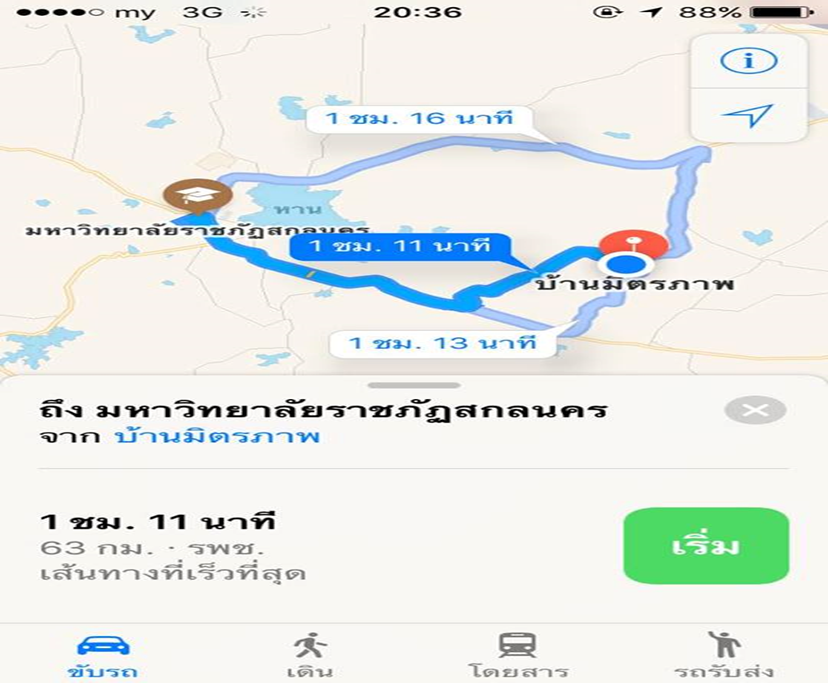 my 3G 20:36 88%
1 ชม. 16 นาที
หาน
มหาวิทยาลัยราชภัฏสกลนคร
1 ชม. 11 นาที
บ้านมิตรภาพ
1 ชม. 13 นาที
ถึง มหาวิทยาลัยราชภัฏสกลนคร
จาก บ้านมิตรภาพ
1 ชม. 11 นาที
63 กม. · รพช.
เส้นทางที่เร็วที่สุด
เริ่ม
ขับรถ เดิน โดยสาร รถรับส่ง